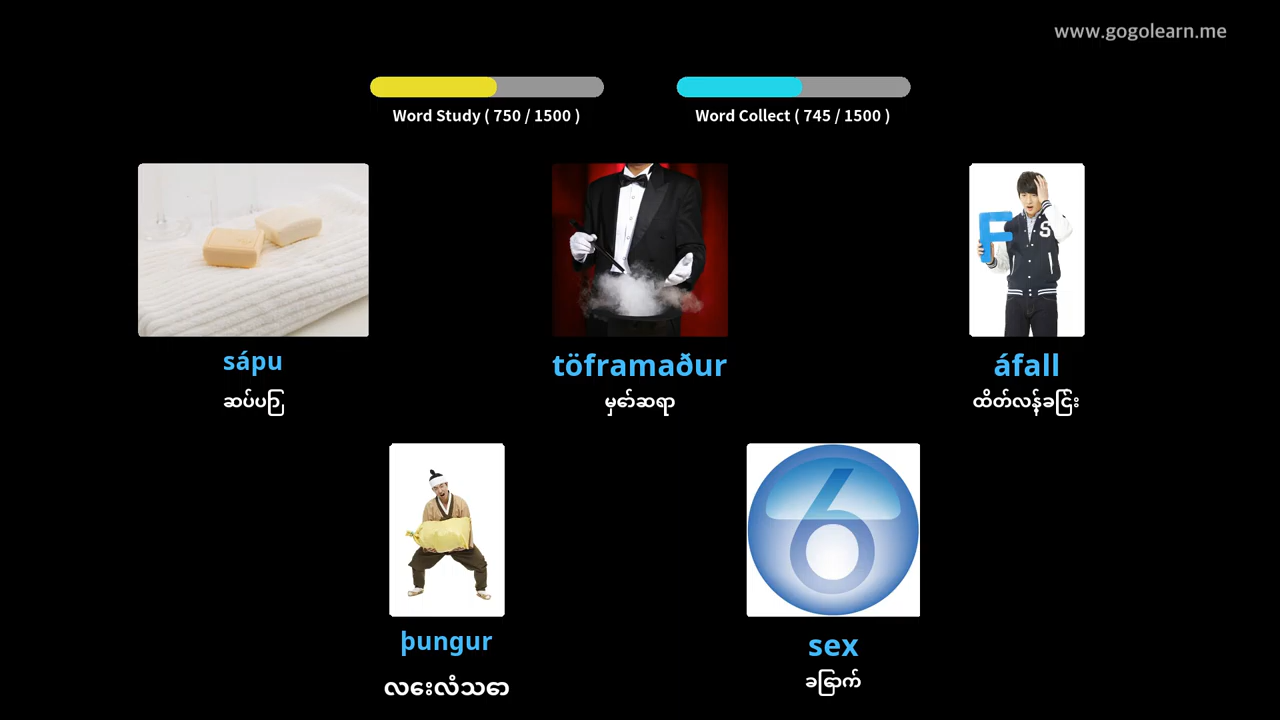 www.gogolearn.me
Word Study ( 750 / 1500 )
Word Collect ( 745 / 1500 )
sápu
ဆပ်ပြာ
töframaður
မှော်ဆရာ
áfall
ထိတ်လန့်ခြင်း
F
S
þungur
လေးလံသော
6
sex
ခြောက်